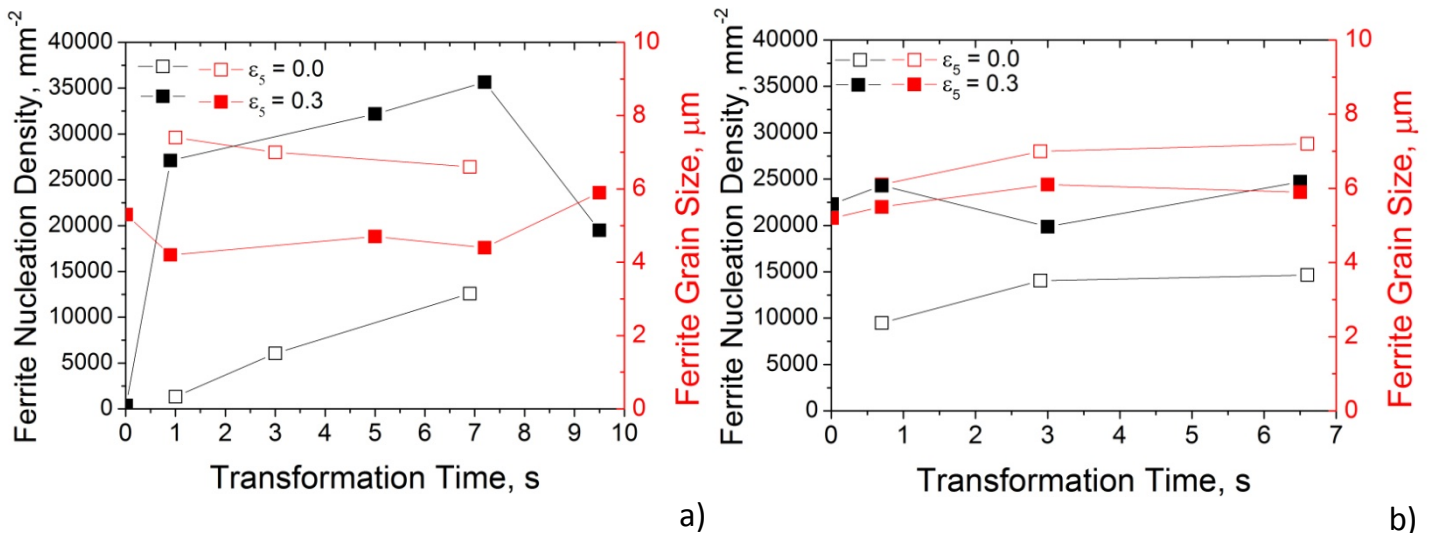 Ferrite Nucleation Density, mm⁻²
40000
35000
30000
25000
20000
15000
10000
5000
0
ε₅ = 0.0
ε₅ = 0.3
10
8
6
4
2
0
Ferrite Grain Size, μm
0 1 2 3 4 5 6 7 8 9 10
Transformation Time, s
a)
Ferrite Nucleation Density, mm⁻²
40000
35000
30000
25000
20000
15000
10000
5000
0
ε₅ = 0.0
ε₅ = 0.3
10
8
6
4
2
0
Ferrite Grain Size, μm
0 1 2 3 4 5 6 7
Transformation Time, s
b)